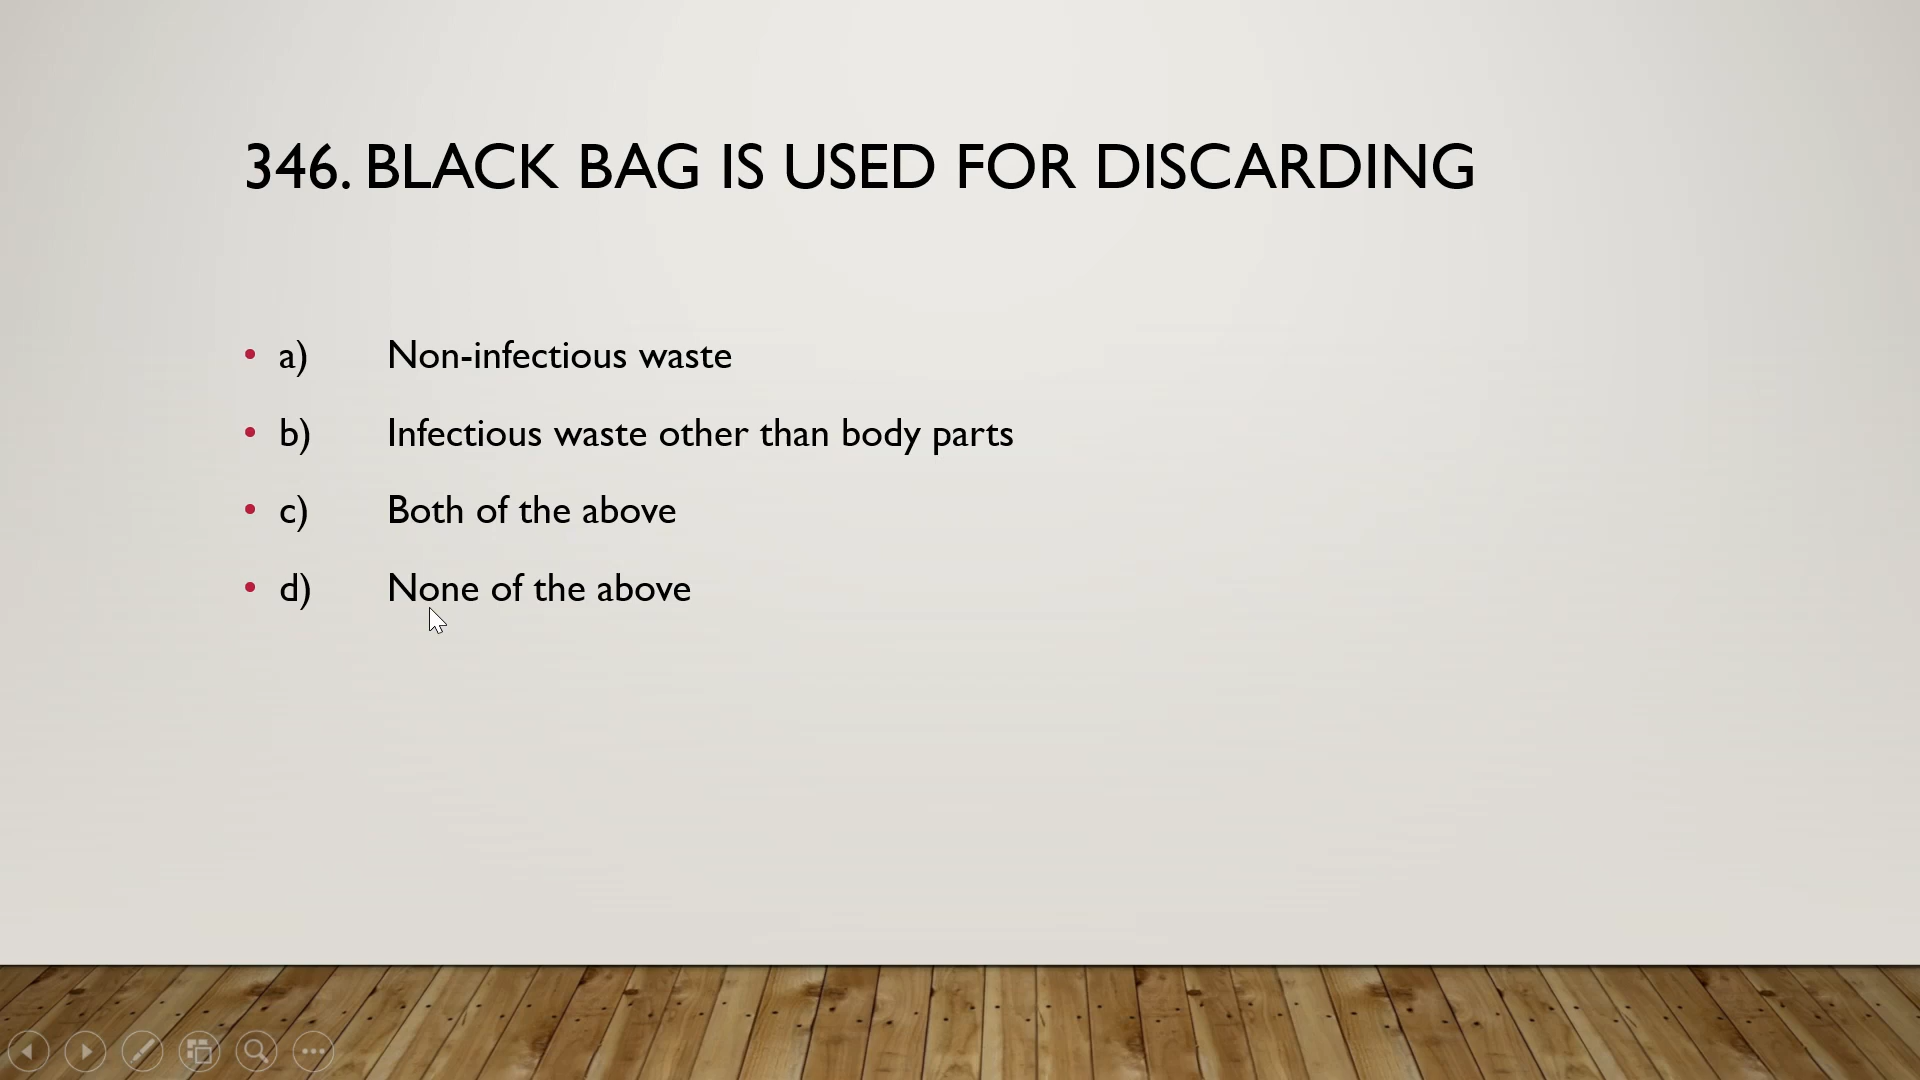 346. BLACK BAG IS USED FOR DISCARDING
• a) Non-infectious waste
• b) Infectious waste other than body parts
• c) Both of the above
• d) None of the above